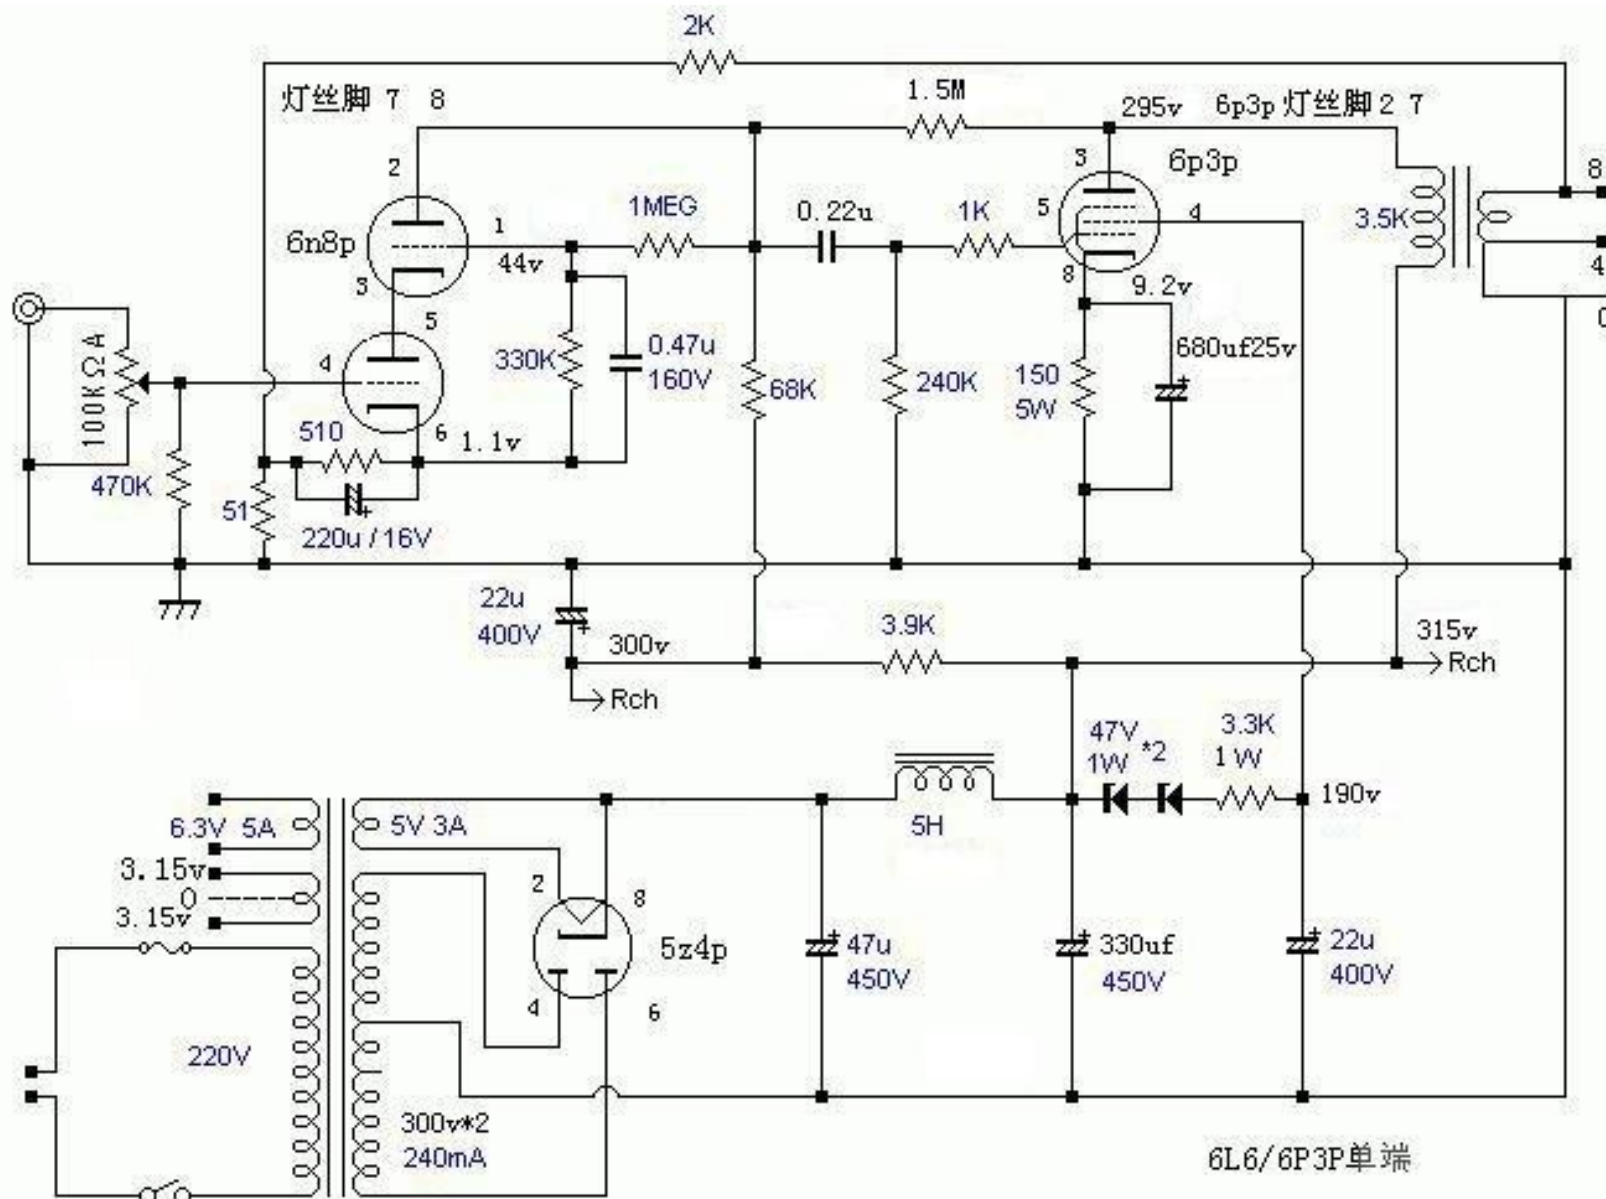 2K
灯丝脚 7 8
1.5M
295v
6p3p 灯丝脚 2 7
2
3
6p3p
8
6n8p
1
1MEG
0.22u
1K
5
4
3.5K
44v
3
8
9.2v
4
5
100KΩA
4
330K
0.47u
160V
68K
240K
150
5W
680uf25v
510
6
1.1v
470K
51
220u / 16V
22u
400V
300v
3.9K
315v
Rch
Rch
47V
1W
*2
3.3K
1W
6.3V 5A
5V 3A
5H
190v
3.15v
0
3.15v
2
8
5z4p
47u
450V
330uf
450V
22u
400V
4
6
220V
300v*2
240mA
6L6/6P3P单端